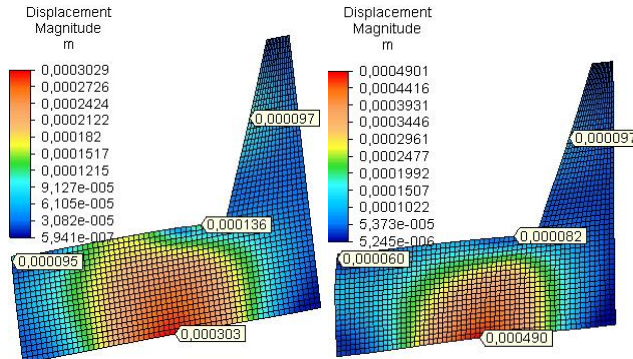 Displacement
Magnitude
m
0,0003029
0,0002726
0,0002424
0,0002122
0,000182
0,0001517
0,0001215
9,127e-005
6,105e-005
3,082e-005
5,941e-007
0,000097
0,000136
0,000095
0,000303
Displacement
Magnitude
m
0,0004901
0,0004416
0,0003931
0,0003446
0,0002961
0,0002477
0,0001992
0,0001507
0,0001022
5,373e-005
5,245e-006
0,000097
0,000082
0,000060
0,000490